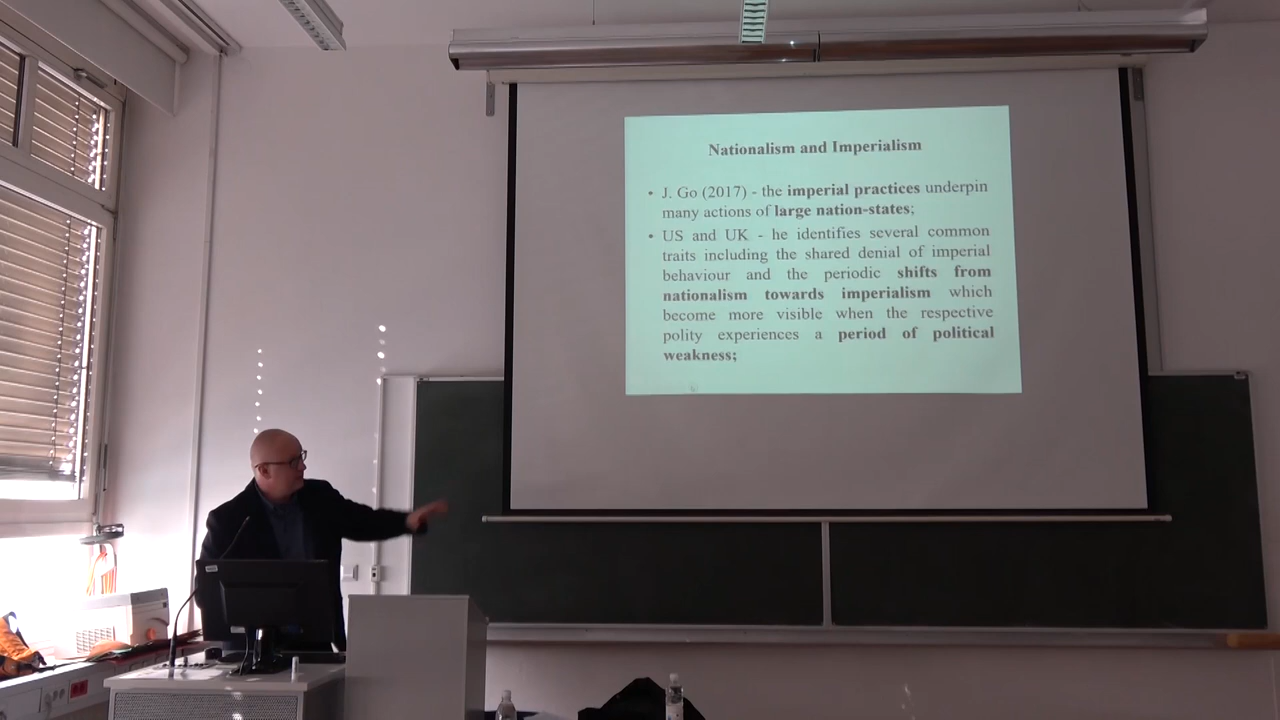 Nationalism and Imperialism
• J. Go (2017) - the imperial practices underpin
many actions of large nation-states;
• US and UK - he identifies several common
traits including the shared denial of imperial
behaviour and the periodic shifts from
nationalism towards imperialism which
become more visible when the respective
polity experiences a period of political
weakness;